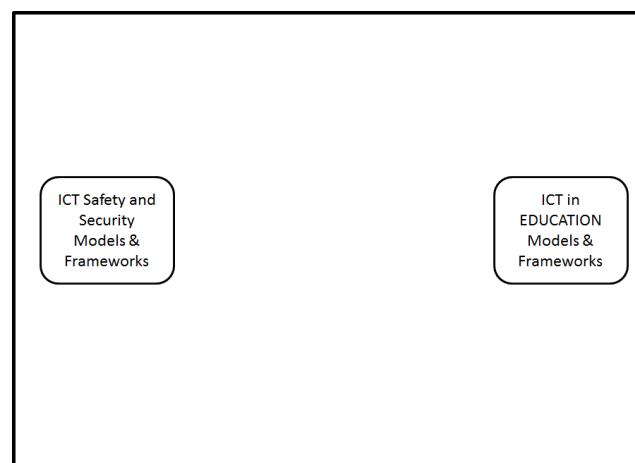 ICT Safety and
Security
Models &
Frameworks
ICT in
EDUCATION
Models &
Frameworks